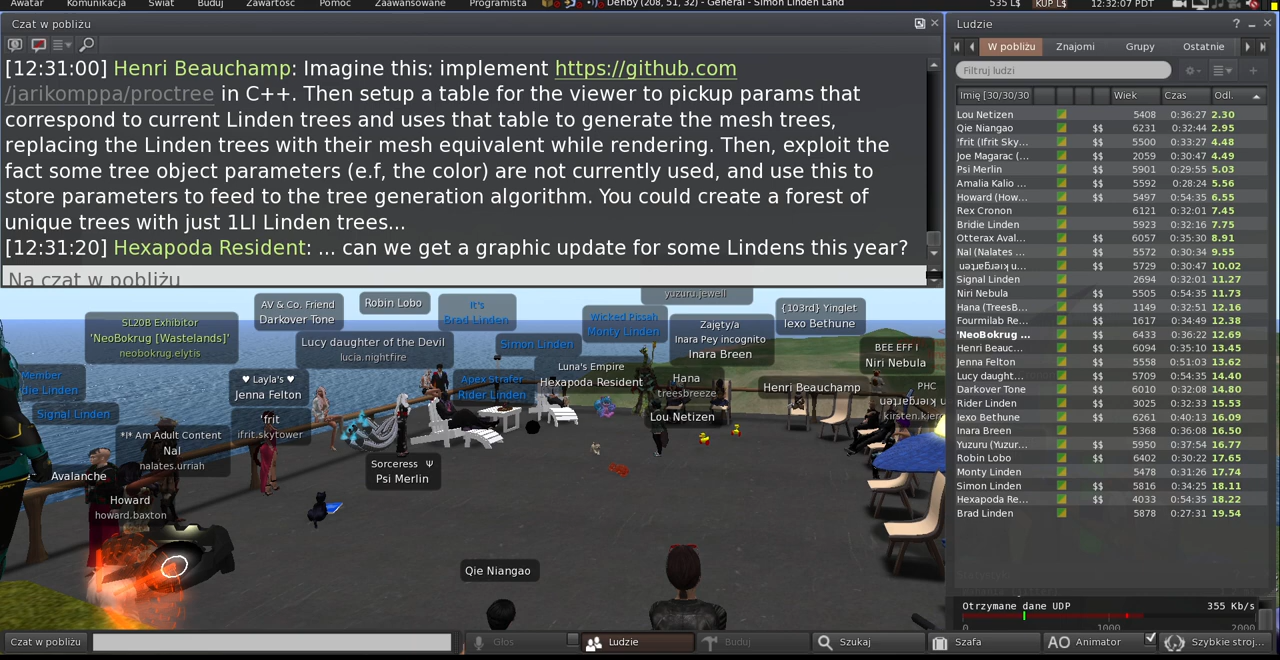 Awatar Komunikacja Świat Buduj Zawartość Pomoc Zaawansowane Programista Denby (208, 51, 32) - General - Simon Linden Land 535 L$ KUP L$ 12:32:07 PDT
Czat w pobliżu
[12:31:00] Henri Beauchamp: Imagine this: implement https://github.com
/jarikomppa/proctree in C++. Then setup a table for the viewer to pickup params that
correspond to current Linden trees and uses that table to generate the mesh trees,
replacing the Linden trees with their mesh equivalent while rendering. Then, exploit the
fact some tree object parameters (e.f, the color) are not currently used, and use this to
store parameters to feed to the tree generation algorithm. You could create a forest of
unique trees with just 1LI Linden trees...
[12:31:20] Hexapoda Resident: ... can we get a graphic update for some Lindens this year?
Na czat w pobliżu
yuzuru.jewell
AV & Co. Friend
Darkover Tone
Robin Lobo
It's
Brad Linden
Wicked Pissah
Monty Linden
{103rd} Yinglet
Iexo Bethune
SL20B Exhibitor
'NeoBokrug [Wastelands]'
neobokrug.elytis
Lucy daughter of the Devil
lucia.nightfire
Simon Linden
Zajęty/a
Inara Pey incognito
Inara Breen
BEE EFF I
Niri Nebula
Member
die Linden
♥ Layla's ♥
Jenna Felton
Apex Strafer
Rider Linden
Luna's Empire
Hexapoda Resident
Hana
treesbreeze
Henri Beauchamp
PHC
kirsten.kierr
Signal Linden
'frit
ifrit.skytower
Lou Netizen
*I* Am Adult Content
Nal
nalates.urriah
Avalanche
Sorceress Ψ
Psi Merlin
Howard
howard.baxton
Qie Niangao
Ludzie
? _ ×
W pobliżu Znajomi Grupy Ostatnie
Filtruj ludzi
Imię [30/30/30 Wiek Czas Odl.
Lou Netizen 5408 0:36:27 2.30
Qie Niangao $$ 6231 0:32:44 2.95
'frit (Ifrit Sky... $$ 5500 0:33:27 4.48
Joe Magarac (... $$ 2059 0:30:47 4.49
Psi Merlin $$ 5901 0:29:55 5.03
Amalia Kalio ... $$ 5592 0:28:24 5.56
Howard (How... $$ 5497 0:54:35 6.55
Rex Cronon 6121 0:32:01 7.45
Bridie Linden 5923 0:32:16 7.75
Otterax Aval... $$ 6057 0:35:30 8.91
Nal (Nalates ... $$ 5572 0:30:34 9.55
$$ 5729 0:30:47 10.02
Signal Linden 2694 0:32:01 11.27
Niri Nebula $$ 5505 0:54:35 11.73
Hana (TreesB... $$ 1149 0:32:51 12.16
Fourmilab Re... $$ 1617 0:34:49 12.38
'NeoBokrug ... $$ 6433 0:36:22 12.69
Henri Beauc... $$ 6094 0:35:10 13.45
Jenna Felton $$ 5558 0:51:03 13.62
Lucy daught... $$ 5709 0:54:35 14.40
Darkover Tone $$ 6010 0:32:08 14.80
Rider Linden $$ 3025 0:32:33 15.53
Iexo Bethune $$ 6261 0:40:13 16.09
Inara Breen 5368 0:36:08 16.50
Yuzuru (Yuzur... $$ 5950 0:37:54 16.77
Robin Lobo $$ 6402 0:30:22 17.65
Monty Linden 5478 0:31:26 17.74
Simon Linden $$ 5816 0:34:25 18.11
Hexapoda Re... $$ 4033 0:54:35 18.22
Brad Linden 5878 0:27:31 19.54
Otrzymane dane UDP 355 Kb/s
0 1000 2000
Czat w pobliżu Głos Ludzie Buduj Szukaj Szafa AO Animator Szybkie stroj...